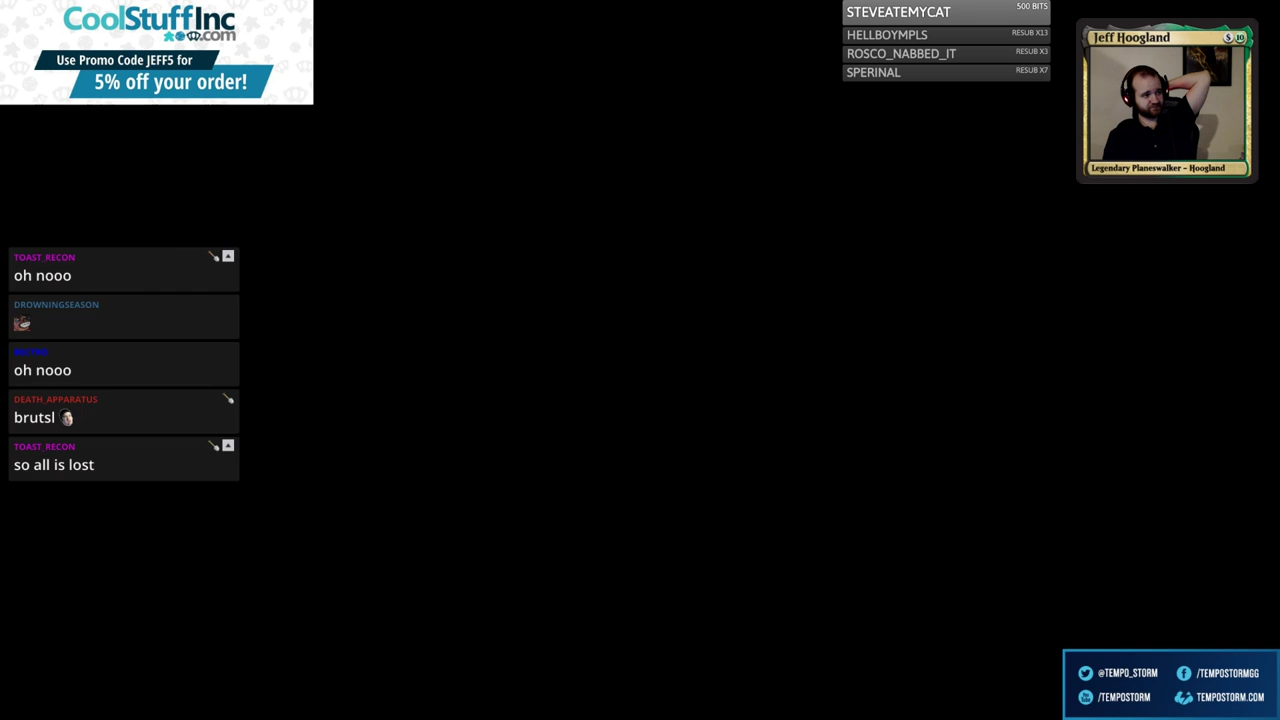 CoolStuffInc
.com
Use Promo Code JEFF5 for
5% off your order!
STEVEATEMYCAT 500 BITS
HELLBOYMPLS RESUB X13
ROSCO_NABBED_IT RESUB X3
SPERINAL RESUB X7
Jeff Hoogland 10
Legendary Planeswalker – Hoogland
TOAST_RECON
oh nooo
DROWNINGSEASON
oh nooo
DEATH_APPARATUS
brutsl
TOAST_RECON
so all is lost
@TEMPO_STORM
/TEMPOSTORMGG
/TEMPOSTORM
TEMPOSTORM.COM